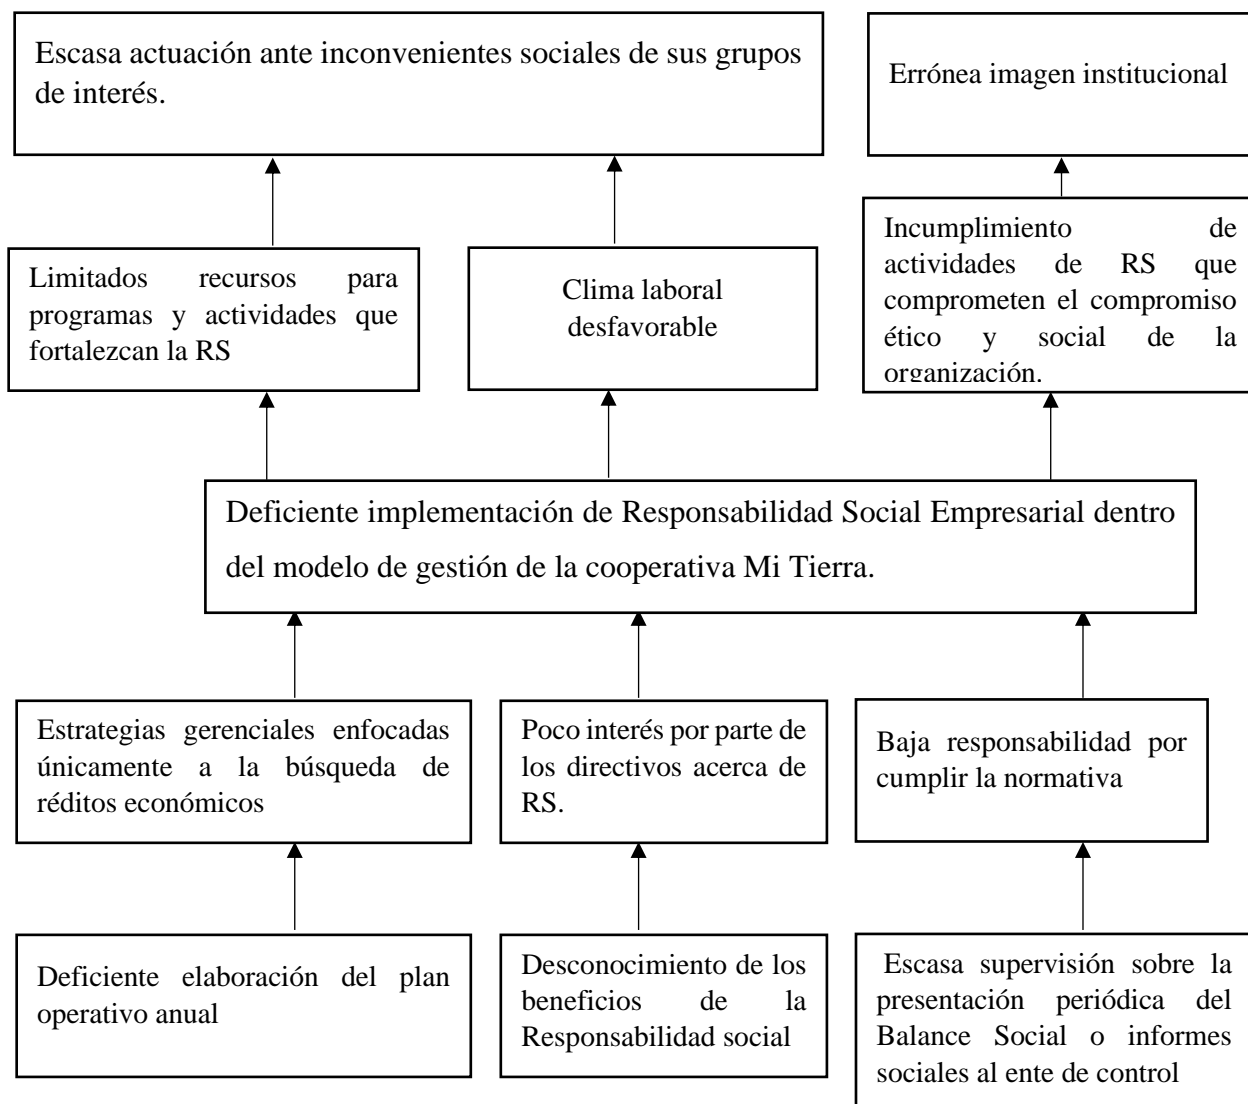 Escasa actuación ante inconvenientes sociales de sus grupos
de interés.
Errónea imagen institucional
Limitados recursos para
programas y actividades que
fortalezcan la RS
Clima laboral
desfavorable
Incumplimiento de
actividades de RS que
comprometen el compromiso
ético y social de la
organización.
Deficiente implementación de Responsabilidad Social Empresarial dentro
del modelo de gestión de la cooperativa Mi Tierra.
Estrategias gerenciales enfocadas
únicamente a la búsqueda de
réditos económicos
Poco interés por parte de
los directivos acerca de
RS.
Baja responsabilidad por
cumplir la normativa
Deficiente elaboración del plan
operativo anual
Desconocimiento de los
beneficios de la
Responsabilidad social
Escasa supervisión sobre la
presentación periódica del
Balance Social o informes
sociales al ente de control